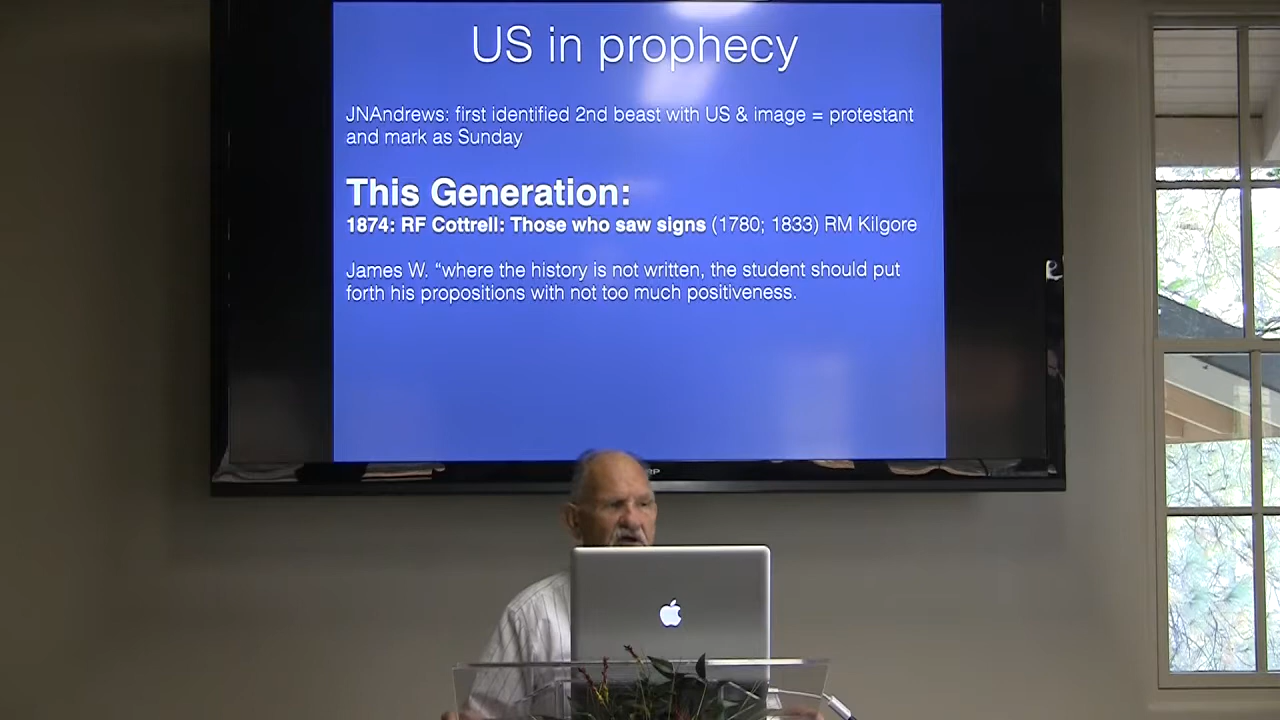 US in prophecy
JNAndrews: first identified 2nd beast with US & image = protestant
and mark as Sunday
This Generation:
1874: RF Cottrell: Those who saw signs (1780; 1833) RM Kilgore
James W. “where the history is not written, the student should put
forth his propositions with not too much positiveness.